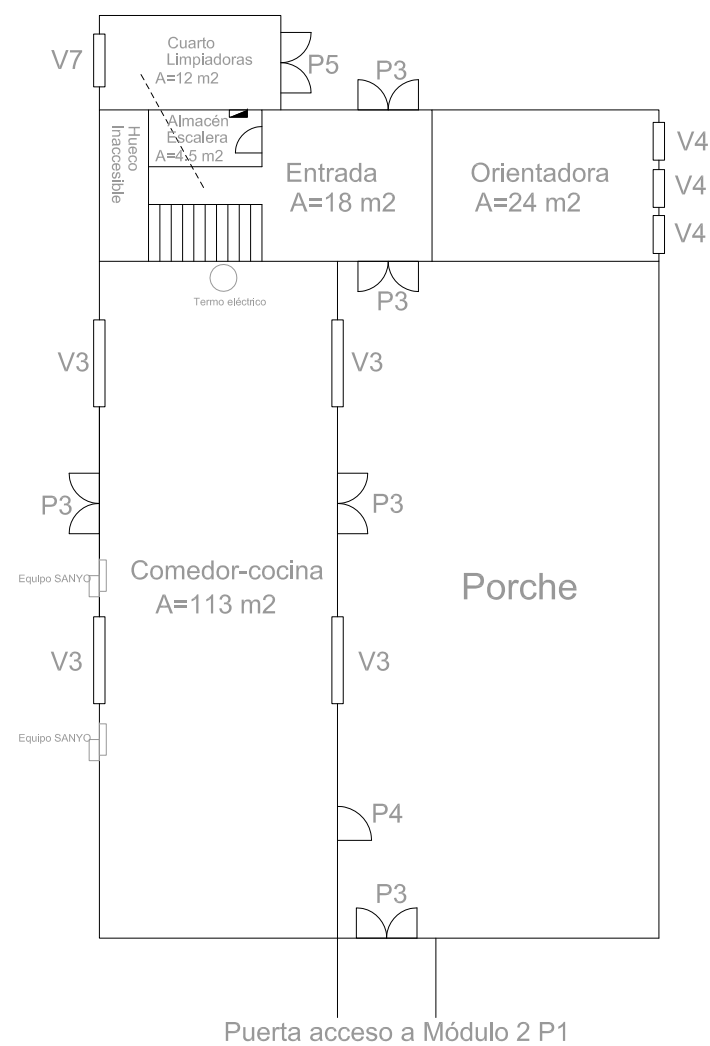 Cuarto
Limpiadoras
A=12 m2
V7
P5
P3
Hueco
Inaccesible
Almacén
Escalera
A=4.5 m2
Entrada
A=18 m2
Orientadora
A=24 m2
V4
V4
V4
Termo eléctrico
P3
V3
V3
P3
P3
Equipo SANYO
Comedor-cocina
A=113 m2
Porche
V3
V3
Equipo SANYO
P4
P3
Puerta acceso a Módulo 2 P1